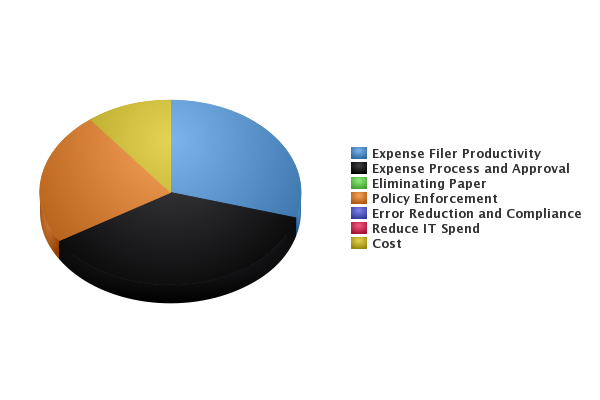 Expense Filer Productivity
Expense Process and Approval
Eliminating Paper
Policy Enforcement
Error Reduction and Compliance
Reduce IT Spend
Cost